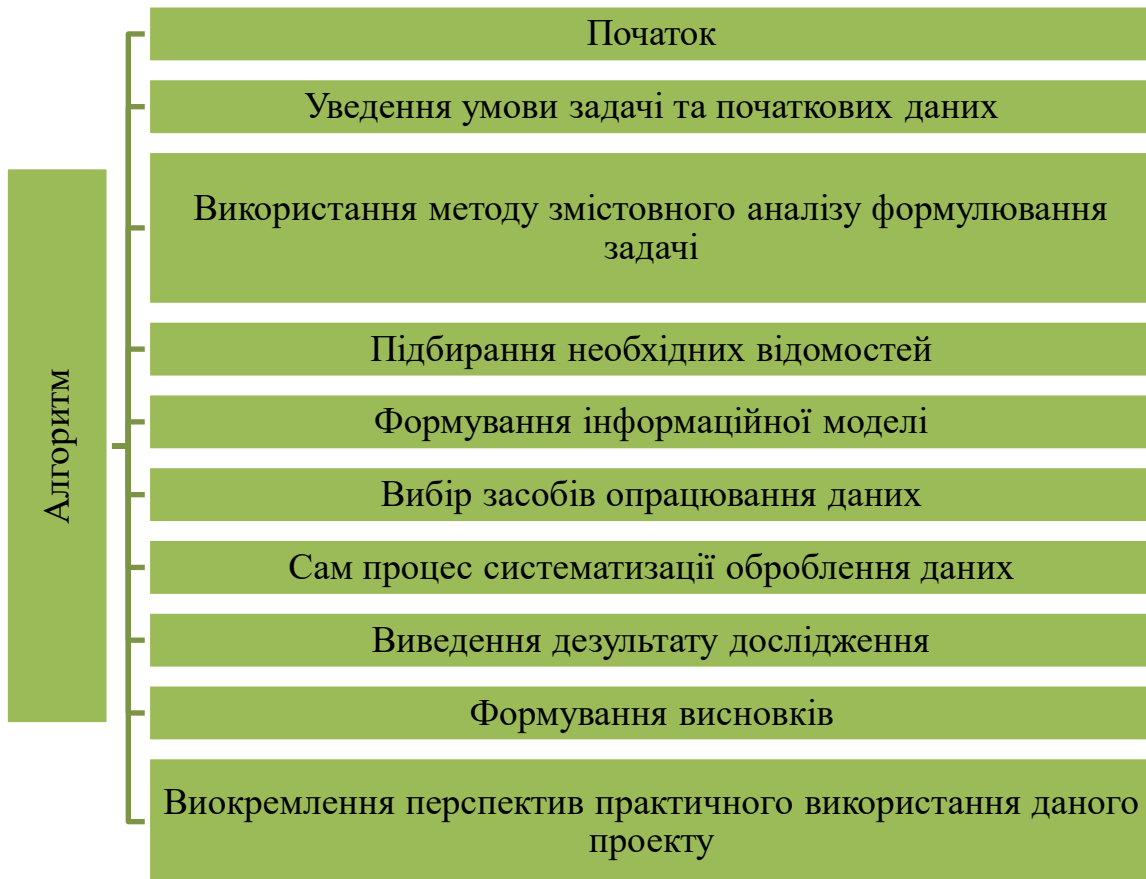 Алгоритм
Початок
Уведення умови задачі та початкових даних
Використання методу змістовного аналізу формулювання
задачі
Підбирання необхідних відомостей
Формування інформаційної моделі
Вибір засобів опрацювання даних
Сам процес систематизації оброблення даних
Виведення дезультату дослідження
Формування висновків
Виокремлення перспектив практичного використання даного
проекту